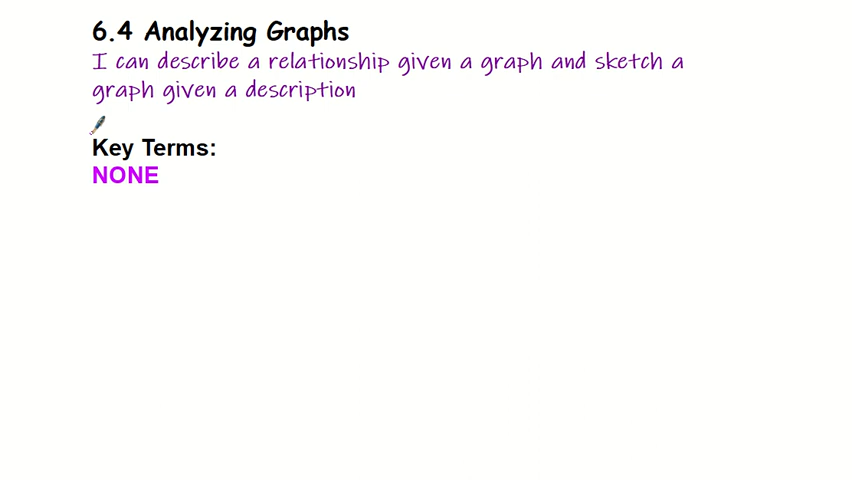 6.4 Analyzing Graphs
I can describe a relationship given a graph and sketch a
graph given a description
Key Terms:
NONE